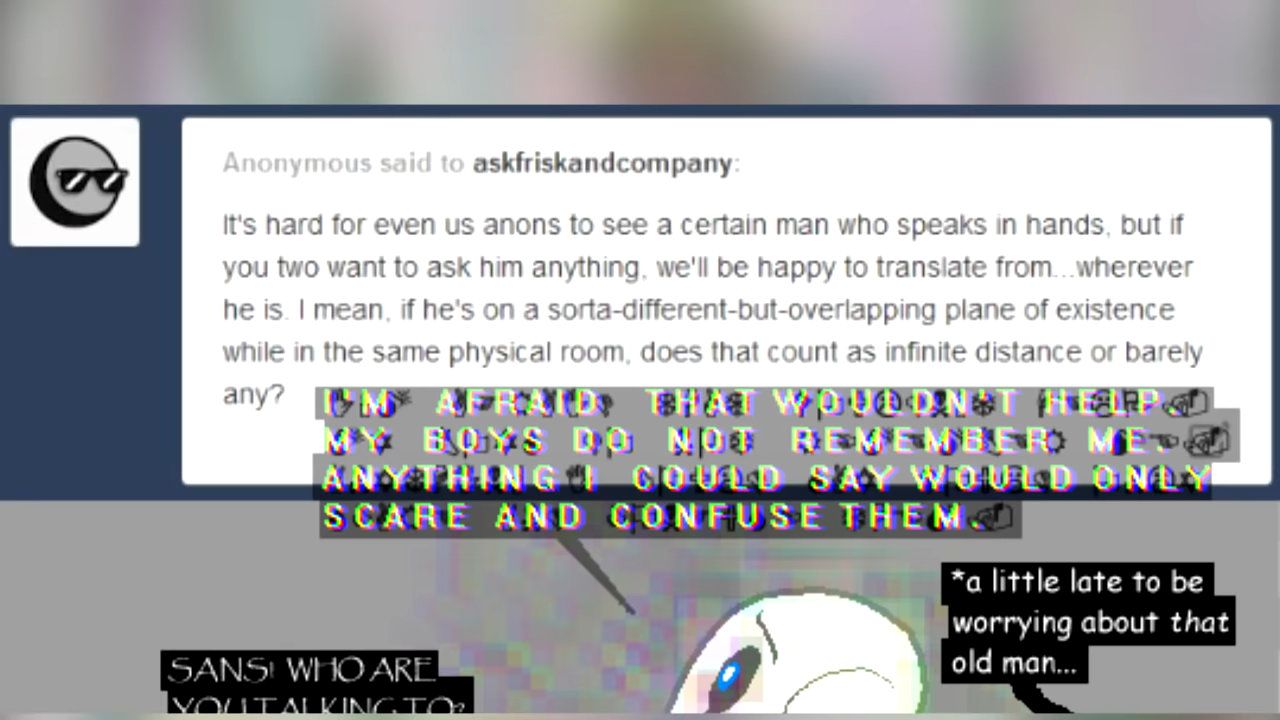 Anonymous said to askfriskandcompany:
It's hard for even us anons to see a certain man who speaks in hands, but if
you two want to ask him anything, we'll be happy to translate from...wherever
he is. I mean, if he's on a sorta-different-but-overlapping plane of existence
while in the same physical room, does that count as infinite distance or barely
any?
I'M AFRAID THAT WOULDN'T HELP.
MY BOYS DO NOT REMEMBER ME.
ANYTHING I COULD SAY WOULD ONLY
SCARE AND CONFUSE THEM.
*a little late to be
worrying about that
old man...
SANS! WHO ARE
YOU TALKING TO?